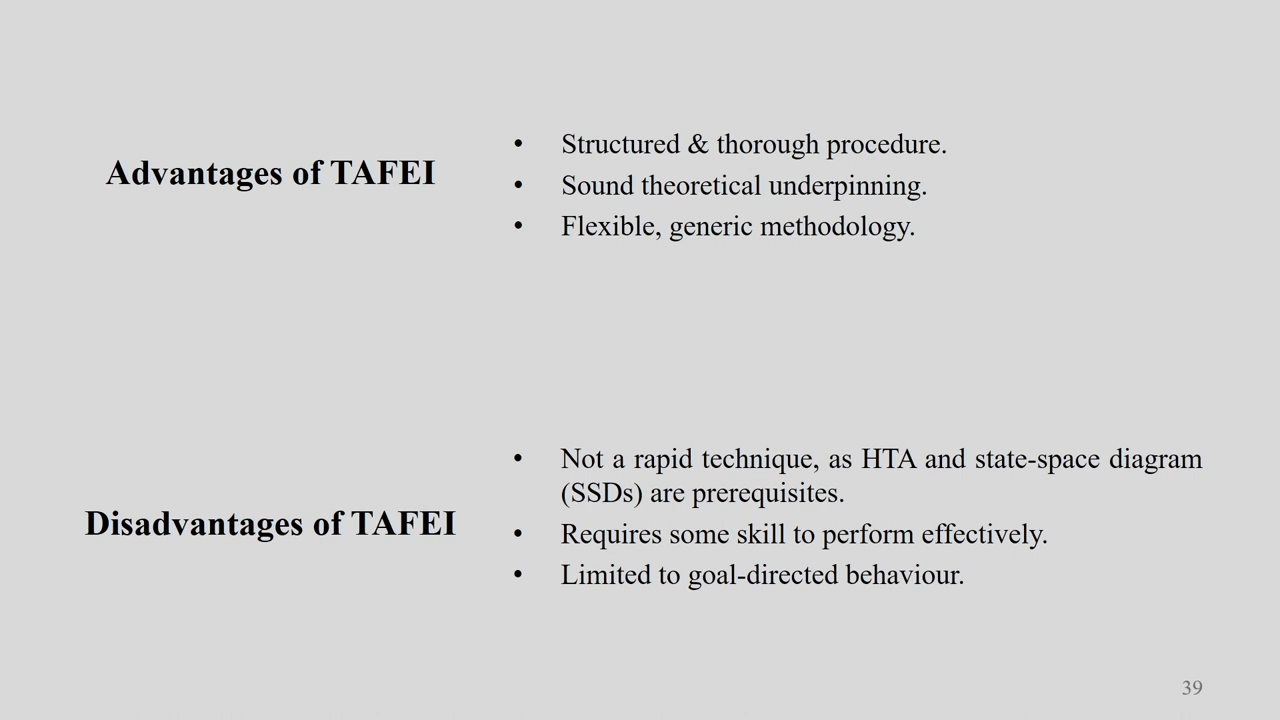 Advantages of TAFEI
• Structured & thorough procedure.
• Sound theoretical underpinning.
• Flexible, generic methodology.
Disadvantages of TAFEI
• Not a rapid technique, as HTA and state-space diagram
(SSDs) are prerequisites.
• Requires some skill to perform effectively.
• Limited to goal-directed behaviour.
39